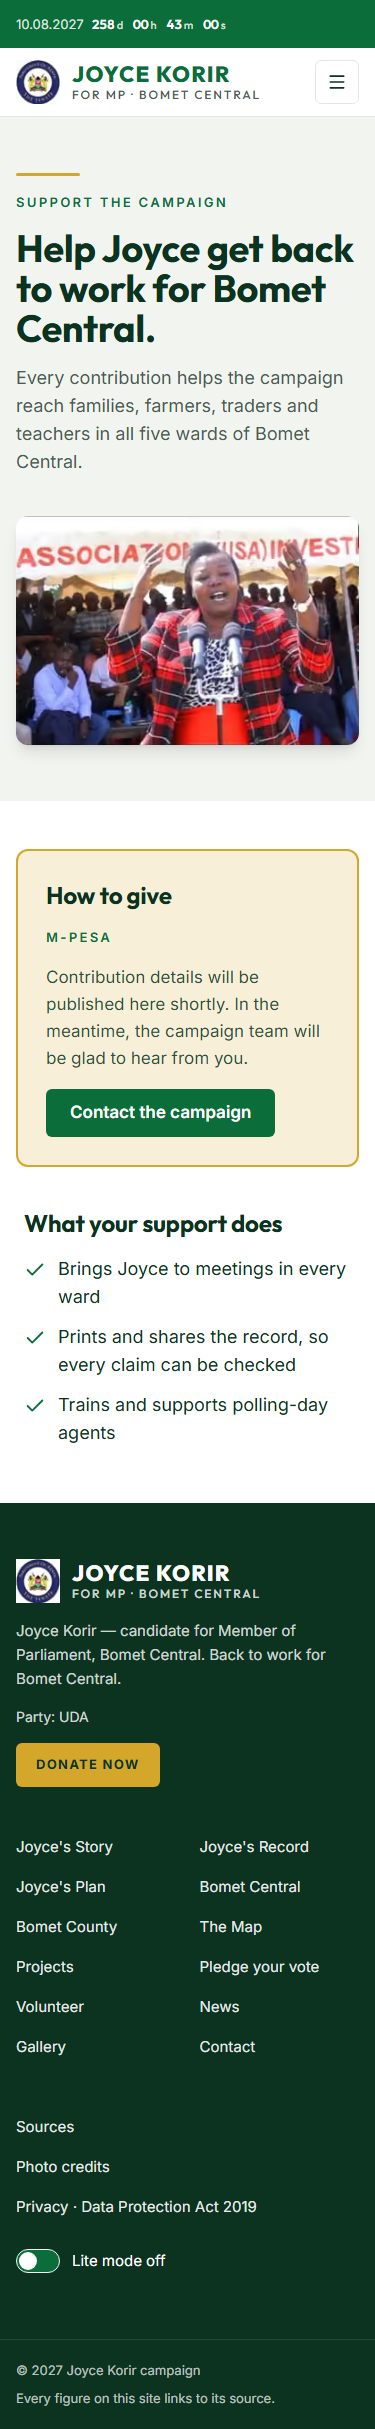 10.08.2027 258 d 00 h 43 m 00 s
JOYCE KORIR
FOR MP · BOMET CENTRAL
SUPPORT THE CAMPAIGN
Help Joyce get back
to work for Bomet
Central.
Every contribution helps the campaign
reach families, farmers, traders and
teachers in all five wards of Bomet
Central.
ASSOCIATION (USA) INVEST
How to give
M-PESA
Contribution details will be
published here shortly. In the
meantime, the campaign team will
be glad to hear from you.
Contact the campaign
What your support does
Brings Joyce to meetings in every
ward
Prints and shares the record, so
every claim can be checked
Trains and supports polling-day
agents
JOYCE KORIR
FOR MP · BOMET CENTRAL
Joyce Korir — candidate for Member of
Parliament, Bomet Central. Back to work for
Bomet Central.
Party: UDA
DONATE NOW
Joyce's Story Joyce's Record
Joyce's Plan Bomet Central
Bomet County The Map
Projects Pledge your vote
Volunteer News
Gallery Contact
Sources
Photo credits
Privacy · Data Protection Act 2019
Lite mode off
© 2027 Joyce Korir campaign
Every figure on this site links to its source.